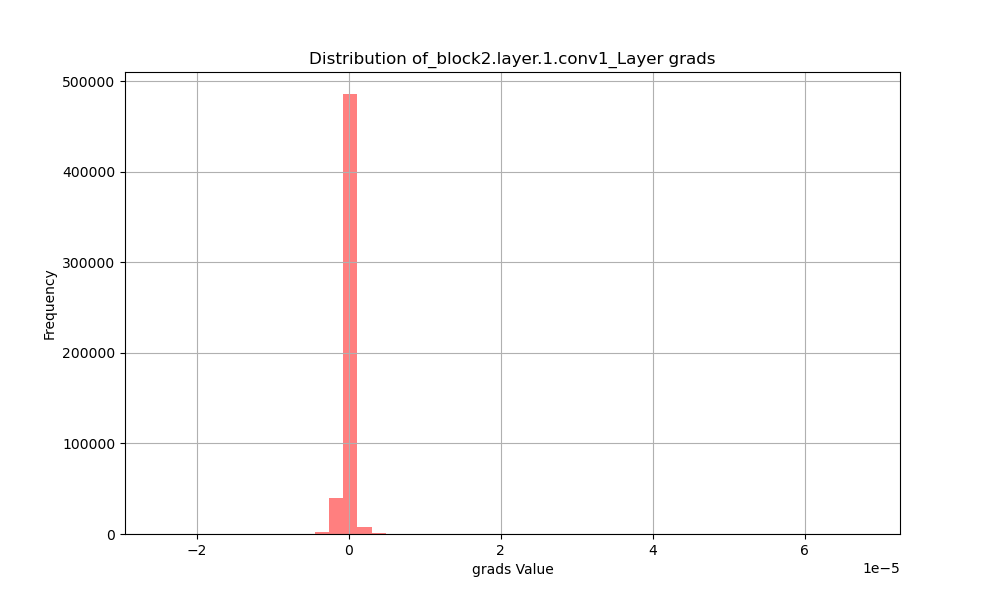 Distribution of_block2.layer.1.conv1_Layer grads
500000
400000
300000
200000
100000
0
Frequency
−2
0
2
4
6
1e−5
grads Value